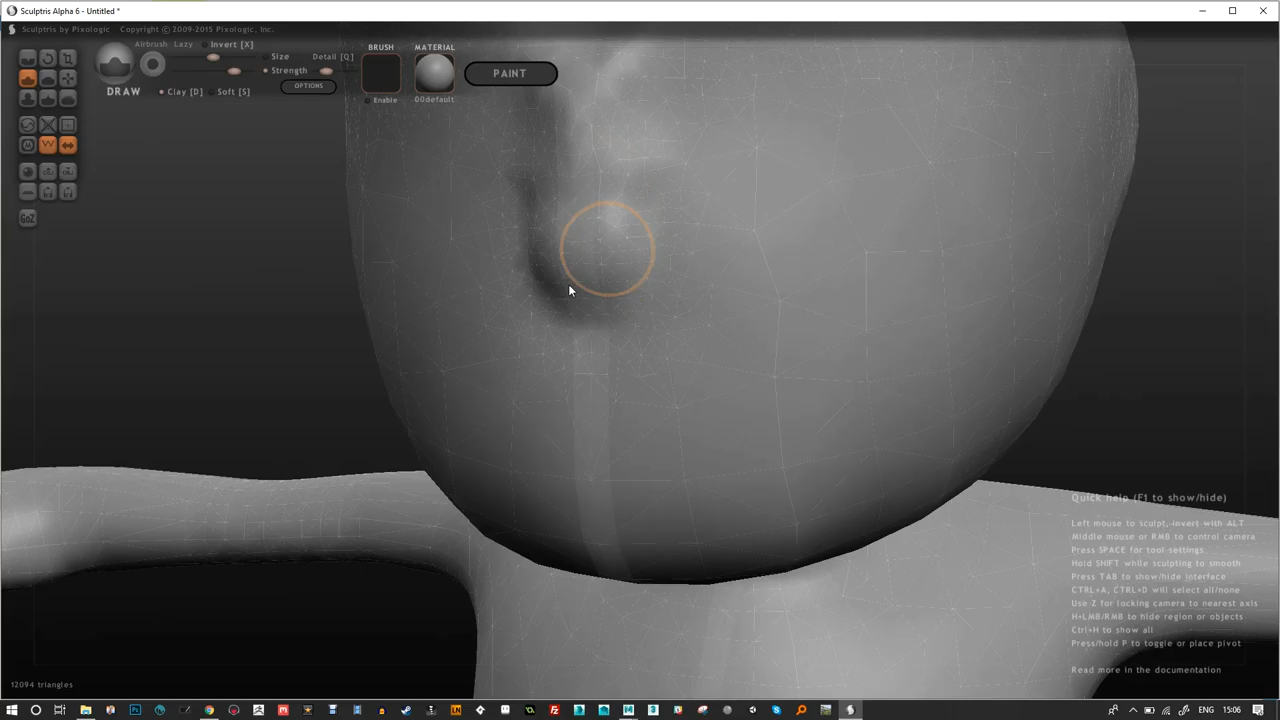 Sculptris Alpha 6 - Untitled *
Sculptris by Pixologic Copyright © 2009-2015 Pixologic, Inc.
Airbrush Lazy Invert [X]
Size Detail [Q]
Strength
DRAW Clay [D] Soft [S] OPTIONS
BRUSH MATERIAL
Enable 00default
PAINT
GoZ
Quick help (F1 to show/hide)
Left mouse to sculpt, invert with ALT
Middle mouse or RMB to control camera
Press SPACE for tool settings
Hold SHIFT while sculpting to smooth
Press TAB to show/hide interface
CTRL+A, CTRL+D will select all/none
Use Z for locking camera to nearest axis
H+LMB/RMB to hide region or objects
Ctrl+H to show all
Press/hold P to toggle or place pivot
Read more in the documentation
12094 triangles
ENG 15:06